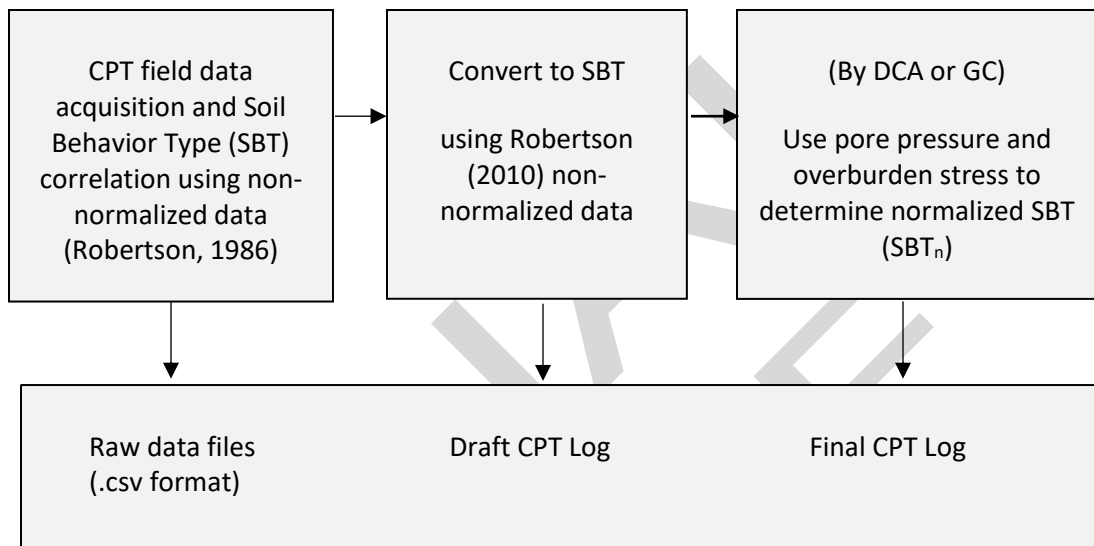 CPT field data
acquisition and Soil
Behavior Type (SBT)
correlation using non-
normalized data
(Robertson, 1986)
Convert to SBT
using Robertson
(2010) non-
normalized data
(By DCA or GC)
Use pore pressure and
overburden stress to
determine normalized SBT
(SBTn)
Raw data files
(.csv format)
Draft CPT Log
Final CPT Log